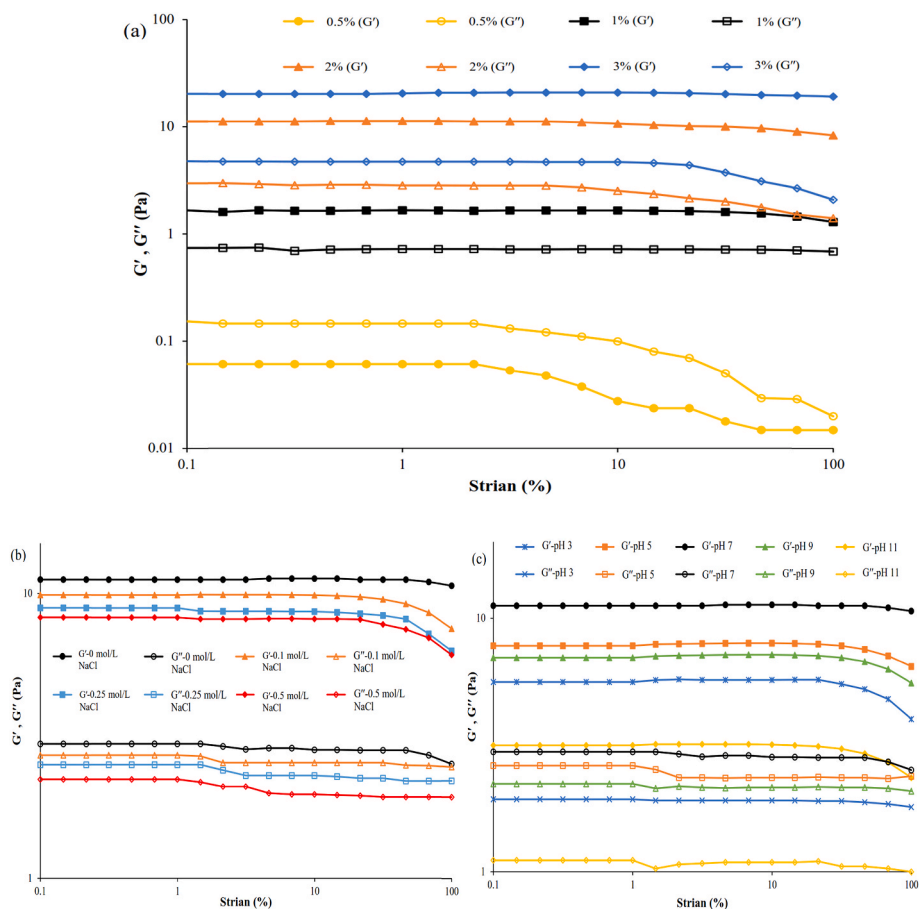 (a)
100
0.5% (G′)
0.5% (G″)
1% (G′)
1% (G″)
2% (G′)
2% (G″)
3% (G′)
3% (G″)
10
1
0.1
0.01
G′ , G″ (Pa)
0.1
1
10
100
Strian (%)
(b)
10
G′-0 mol/L
NaCl
G″-0 mol/L
NaCl
G′-0.1 mol/L
NaCl
G″-0.1 mol/L
NaCl
G′-0.25 mol/L
NaCl
G″-0.25 mol/L
NaCl
G′-0.5 mol/L
NaCl
G″-0.5 mol/L
NaCl
G′ , G″ (Pa)
1
0.1
1
10
100
Strian (%)
(c)
G′-pH 3
G′-pH 5
G′-pH 7
G′-pH 9
G′-pH 11
G″-pH 3
G″-pH 5
G″-pH 7
G″-pH 9
G″-pH 11
10
G′ , G″ (Pa)
1
0.1
1
10
100
Strian (%)